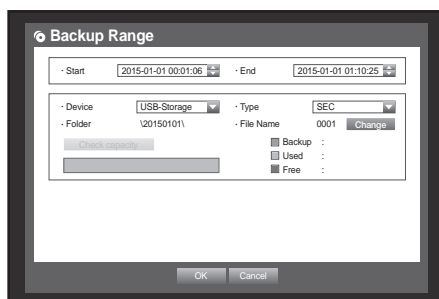 Backup Range
· Start 2015-01-01 00:01:06 · End 2015-01-01 01:10:25
· Device USB-Storage · Type SEC
· Folder \20150101\ · File Name 0001 Change
Check capacity
Backup :
Used :
Free :
OK Cancel